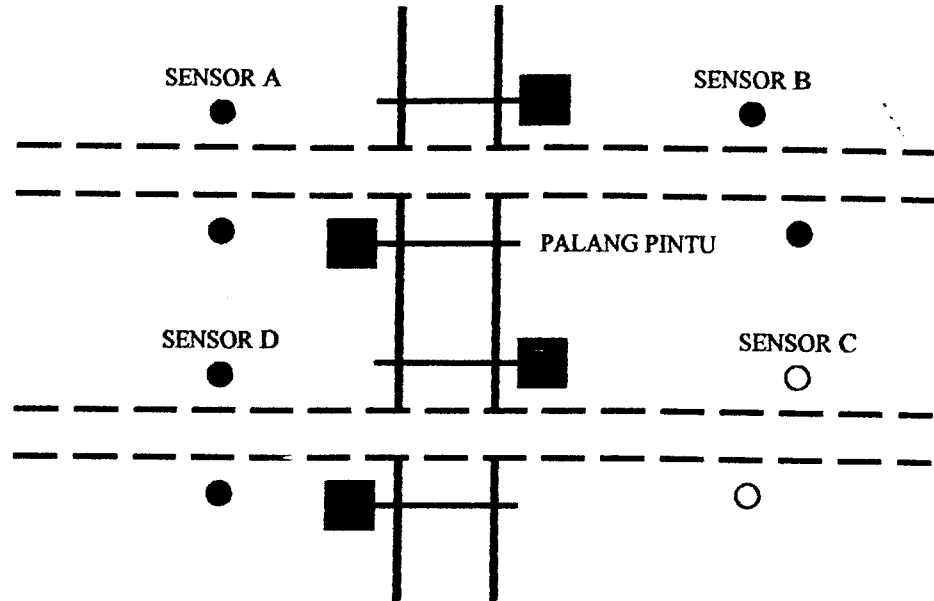 SENSOR A
SENSOR B
PALANG PINTU
SENSOR D
SENSOR C